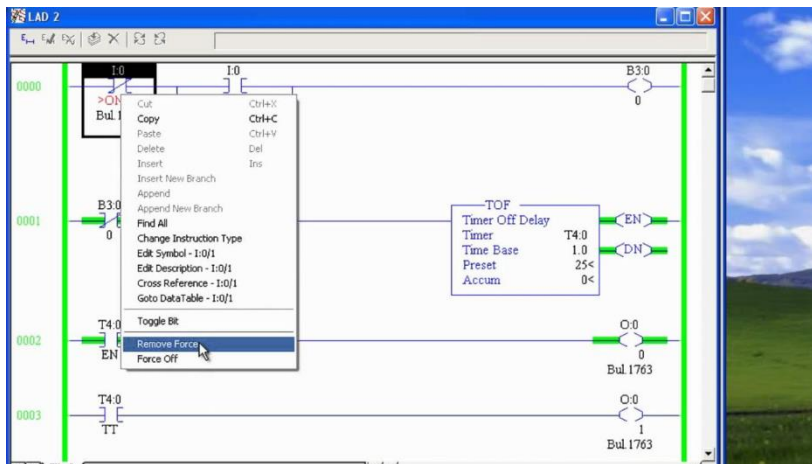 LAD 2
0000
I:0
I:0
B3:0
>ON
0
Bul.1
Cut Ctrl+X
Copy Ctrl+C
Paste Ctrl+V
Delete Del
Insert Ins
Insert New Branch
Append
Append New Branch
Find All
Change Instruction Type
Edit Symbol - I:0/1
Edit Description - I:0/1
Cross Reference - I:0/1
Goto DataTable - I:0/1
Toggle Bit
Remove Force
Force Off
0001
B3:0
0
TOF
Timer Off Delay
Timer T4:0
Time Base 1.0
Preset 25<
Accum 0<
EN
DN
0002
T4:0
EN
O:0
0
Bul.1763
0003
T4:0
TT
O:0
1
Bul.1763